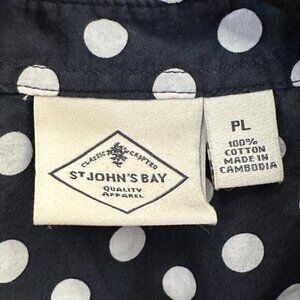 CLASSIC CRAFTED
ST JOHN'S BAY
QUALITY
APPAREL
PL
100%
COTTON
MADE IN
CAMBODIA